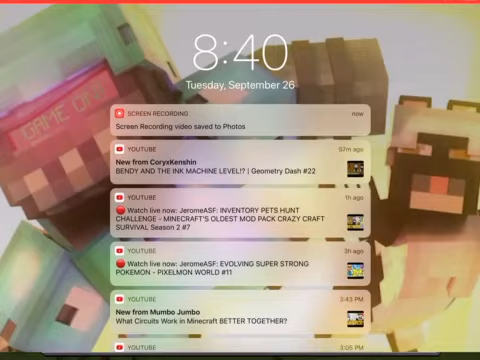 GAME ON
8:40
Tuesday, September 26
SCREEN RECORDING now
Screen Recording video saved to Photos
YOUTUBE 57m ago
New from CoryxKenshin
BENDY AND THE INK MACHINE LEVEL!? | Geometry Dash #22
YOUTUBE 1h ago
Watch live now: JeromeASF: INVENTORY PETS HUNT
CHALLENGE - MINECRAFT'S OLDEST MOD PACK CRAZY CRAFT
SURVIVAL Season 2 #7
YOUTUBE 3h ago
Watch live now: JeromeASF: EVOLVING SUPER STRONG
POKEMON - PIXELMON WORLD #11
YOUTUBE 3:43 PM
New from Mumbo Jumbo
What Circuits Work in Minecraft BETTER TOGETHER?
YOUTUBE 3:05 PM